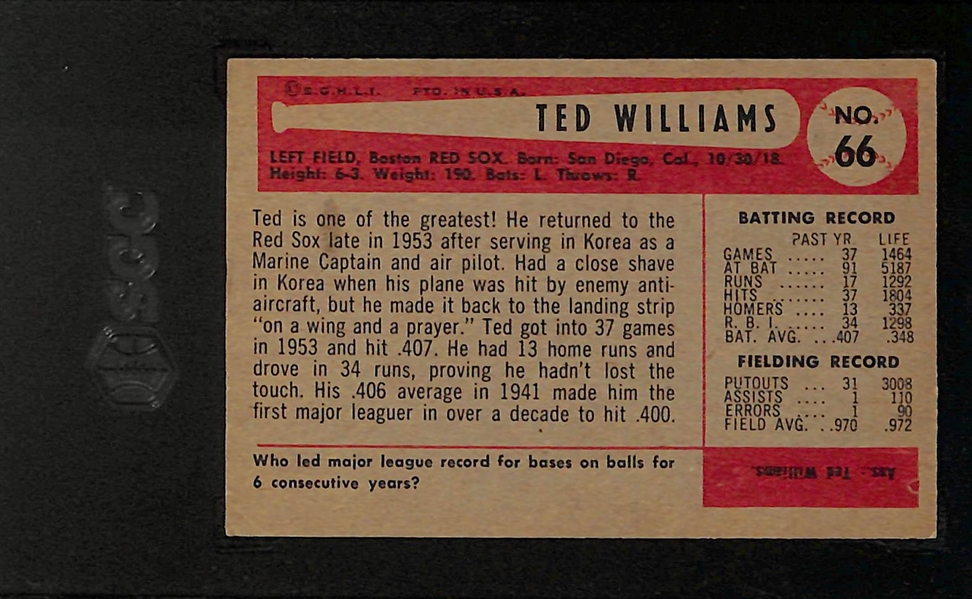 SGC
©E.G.H.L.I. PTD. IN U.S.A.
TED WILLIAMS
NO.
66
LEFT FIELD, Boston RED SOX. Born: San Diego, Cal., 10/30/18.
Height: 6-3. Weight: 190. Bats: L. Throws: R.
Ted is one of the greatest! He returned to the
Red Sox late in 1953 after serving in Korea as a
Marine Captain and air pilot. Had a close shave
in Korea when his plane was hit by enemy anti-
aircraft, but he made it back to the landing strip
“on a wing and a prayer.” Ted got into 37 games
in 1953 and hit .407. He had 13 home runs and
drove in 34 runs, proving he hadn't lost the
touch. His .406 average in 1941 made him the
first major leaguer in over a decade to hit .400.
BATTING RECORD
PAST YR. LIFE
GAMES ..... 37 1464
AT BAT ..... 91 5187
RUNS ...... 17 1292
HITS ....... 37 1804
HOMERS .... 13 337
R. B. I. ..... 34 1298
BAT. AVG. ...407 .348
FIELDING RECORD
PUTOUTS ... 31 3008
ASSISTS .... 1 110
ERRORS .... 1 90
FIELD AVG. ..970 .972
Who led major league record for bases on balls for
6 consecutive years?
Ans.: Ted Williams.